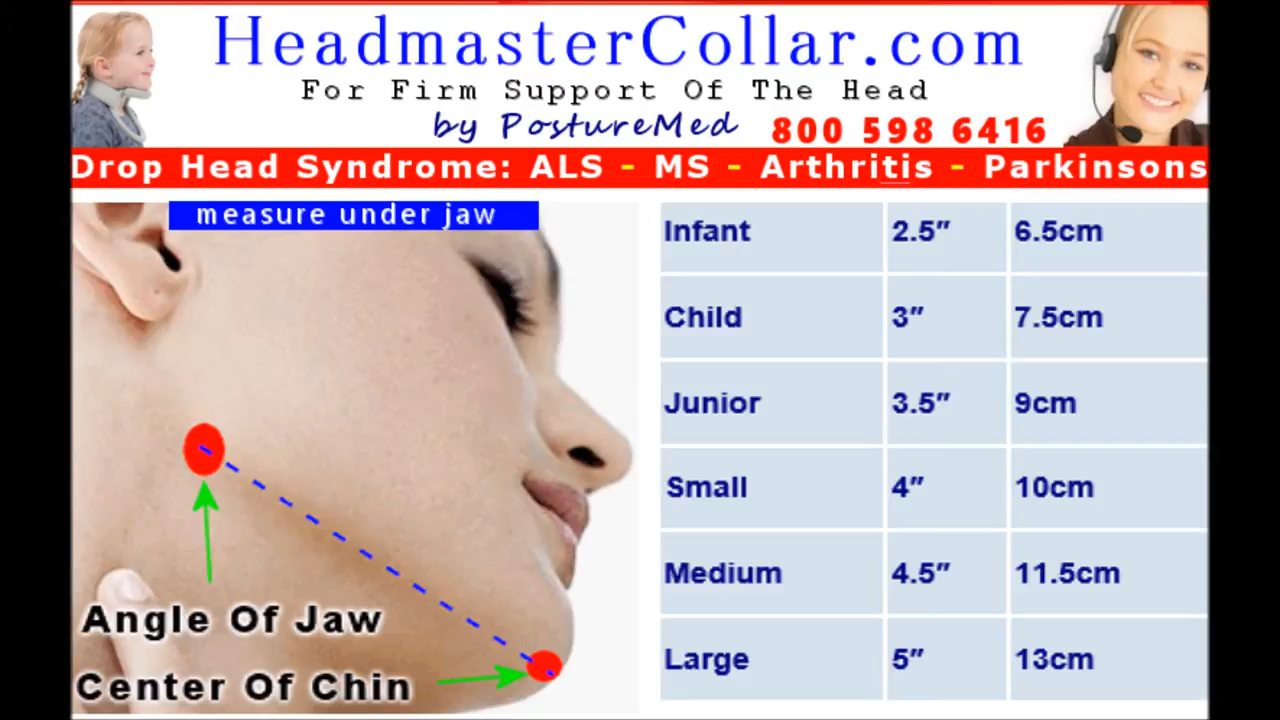 HeadmasterCollar.com
For Firm Support Of The Head
by PostureMed 800 598 6416
Drop Head Syndrome: ALS - MS - Arthritis - Parkinsons
measure under jaw
Angle Of Jaw
Center Of Chin
Infant 2.5" 6.5cm
Child 3" 7.5cm
Junior 3.5" 9cm
Small 4" 10cm
Medium 4.5" 11.5cm
Large 5" 13cm